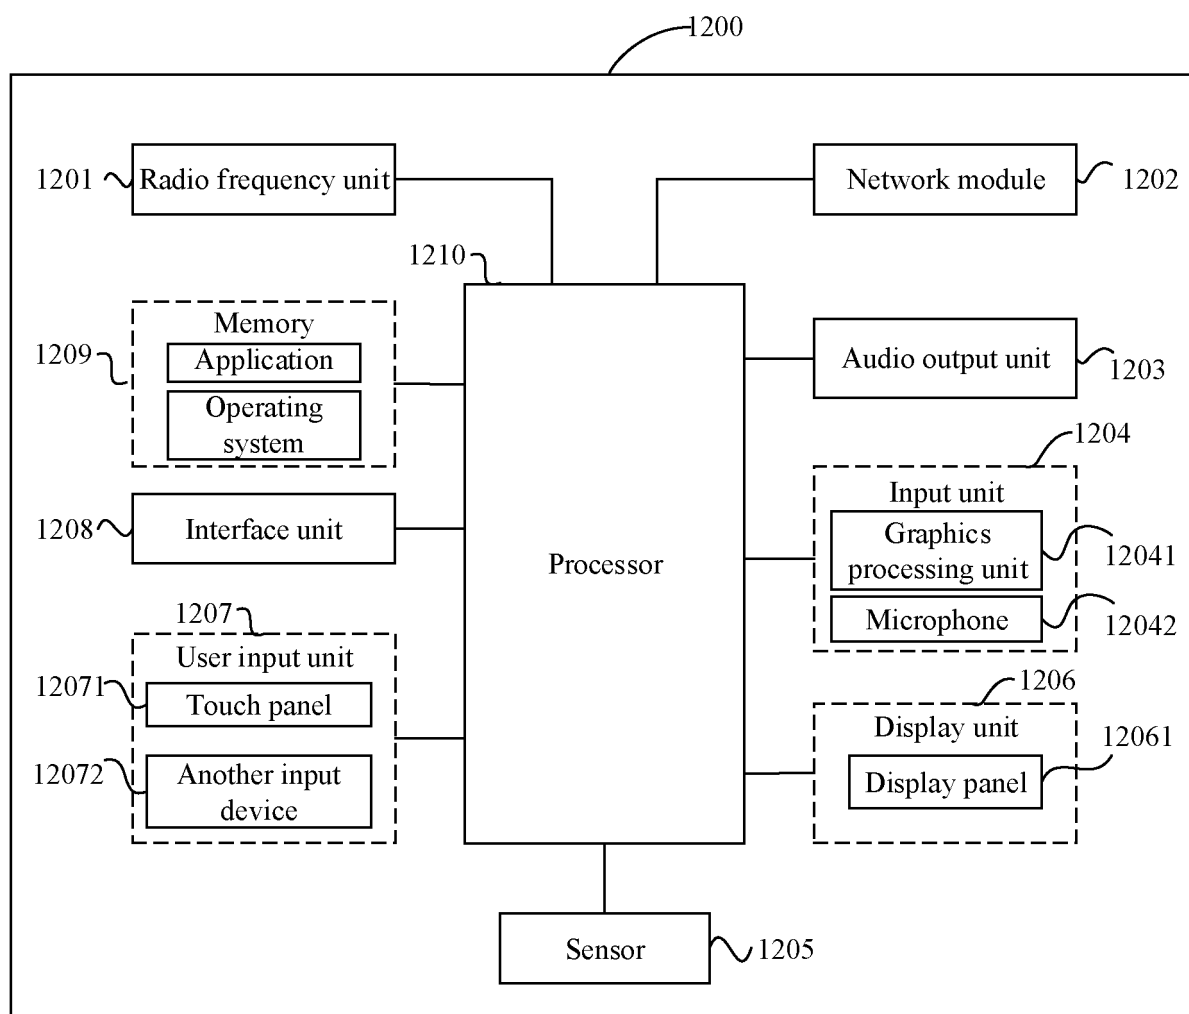 1200
1201
Radio frequency unit
Network module
1202
1210
1209
Memory
Application
Operating
system
Audio output unit
1203
1204
Input unit
Graphics
processing unit
12041
Microphone
12042
1208
Interface unit
Processor
1207
User input unit
12071
Touch panel
12072
Another input
device
1206
Display unit
12061
Display panel
Sensor
1205